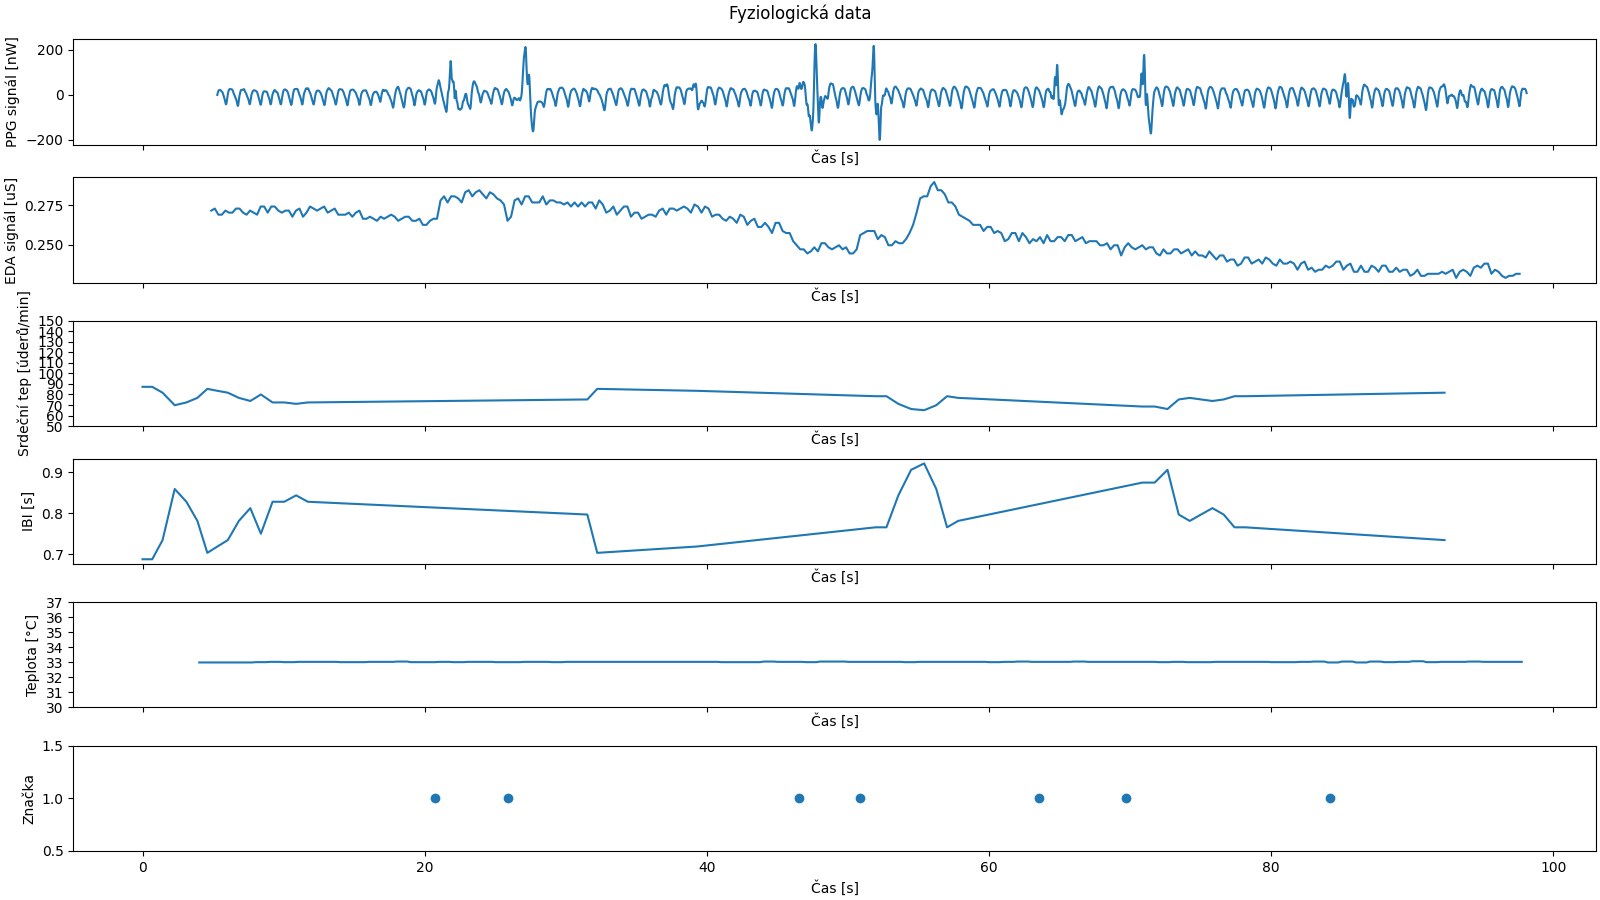 Fyziologická data
PPG signál [nW]
200
0
−200
Čas [s]
EDA signál [uS]
0.275
0.250
Čas [s]
Srdeční tep [úderů/min]
150
140
130
120
110
100
90
80
70
60
50
Čas [s]
IBI [s]
0.9
0.8
0.7
Čas [s]
Teplota [°C]
37
36
35
34
33
32
31
30
Čas [s]
Značka
1.5
1.0
0.5
0 20 40 60 80 100
Čas [s]